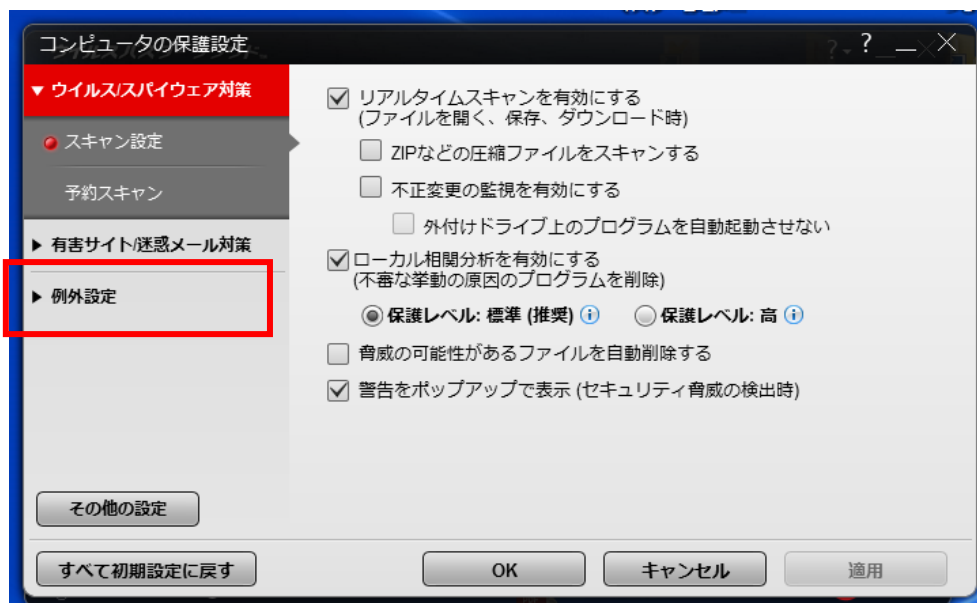 コンピュータの保護設定
?
▼ ウイルス/スパイウェア対策
スキャン設定
予約スキャン
▶ 有害サイト/迷惑メール対策
▶ 例外設定
その他の設定
リアルタイムスキャンを有効にする
(ファイルを開く、保存、ダウンロード時)
ZIPなどの圧縮ファイルをスキャンする
不正変更の監視を有効にする
外付けドライブ上のプログラムを自動起動させない
ローカル相関分析を有効にする
(不審な挙動の原因のプログラムを削除)
保護レベル: 標準 (推奨) i 保護レベル: 高 i
脅威の可能性があるファイルを自動削除する
警告をポップアップで表示 (セキュリティ脅威の検出時)
すべて初期設定に戻す OK キャンセル 適用